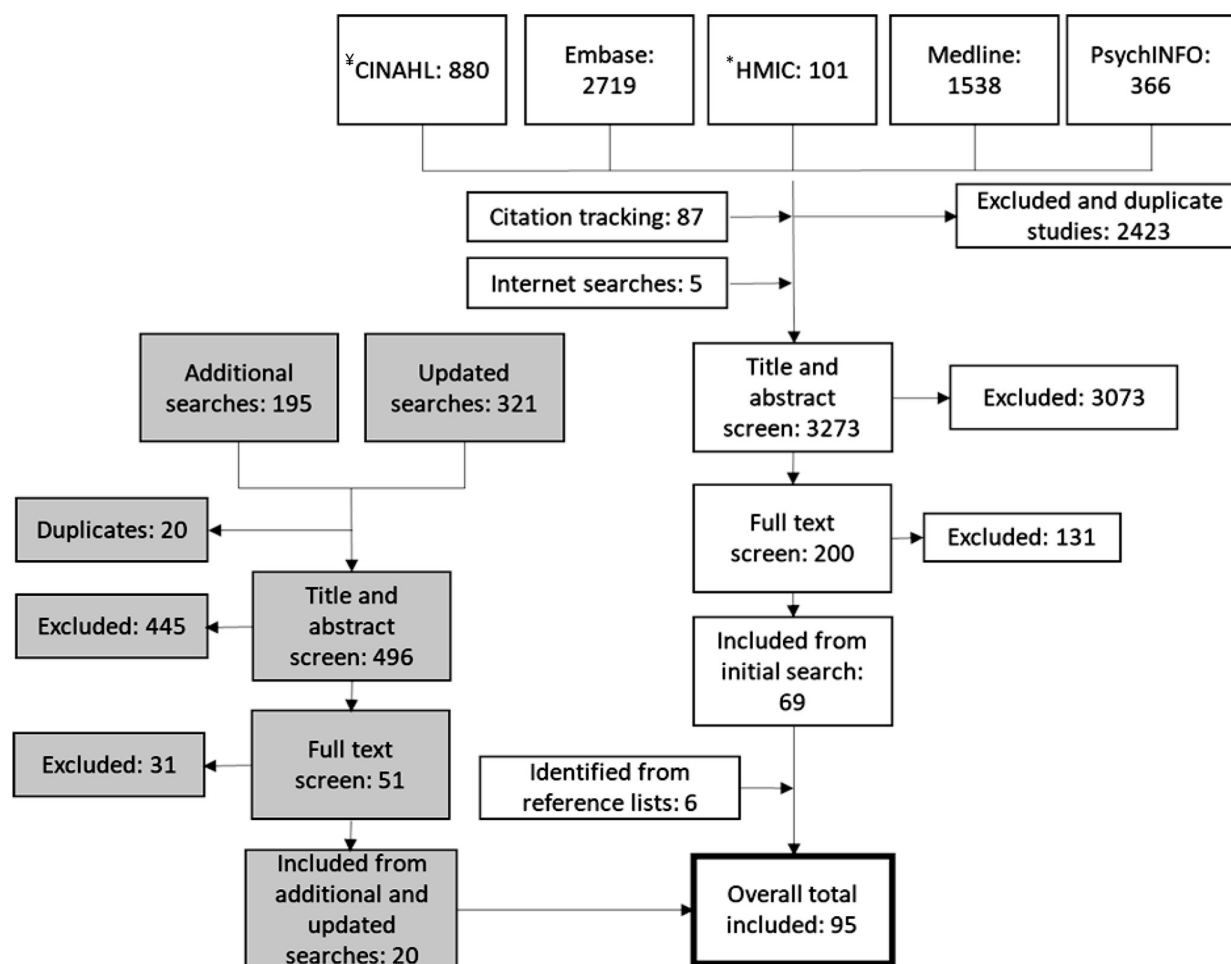 ¥CINAHL: 880
Embase:
2719
*HMIC: 101
Medline:
1538
PsychINFO:
366
Citation tracking: 87
Excluded and duplicate
studies: 2423
Internet searches: 5
Additional
searches: 195
Updated
searches: 321
Title and
abstract
screen: 3273
Excluded: 3073
Duplicates: 20
Full text
screen: 200
Excluded: 131
Title and
abstract
screen: 496
Excluded: 445
Included from
initial search:
69
Full text
screen: 51
Excluded: 31
Identified from
reference lists: 6
Included from
additional and
updated
searches: 20
Overall total
included: 95